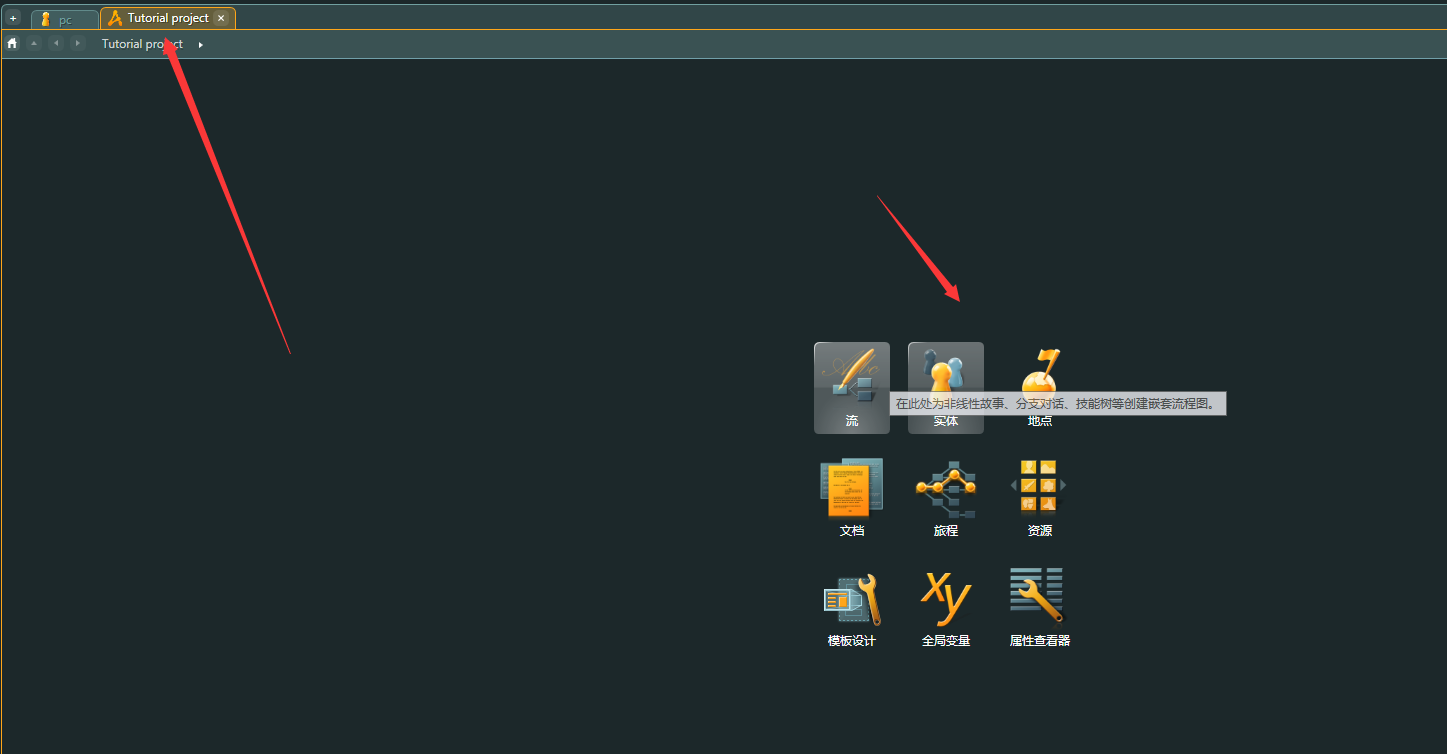 + pc Tutorial project ×
Tutorial project
流 实体 地点
在此处为非线性故事、分支对话、技能树等创建嵌套流程图。
文档 旅程 资源
xy
模板设计 全局变量 属性查看器